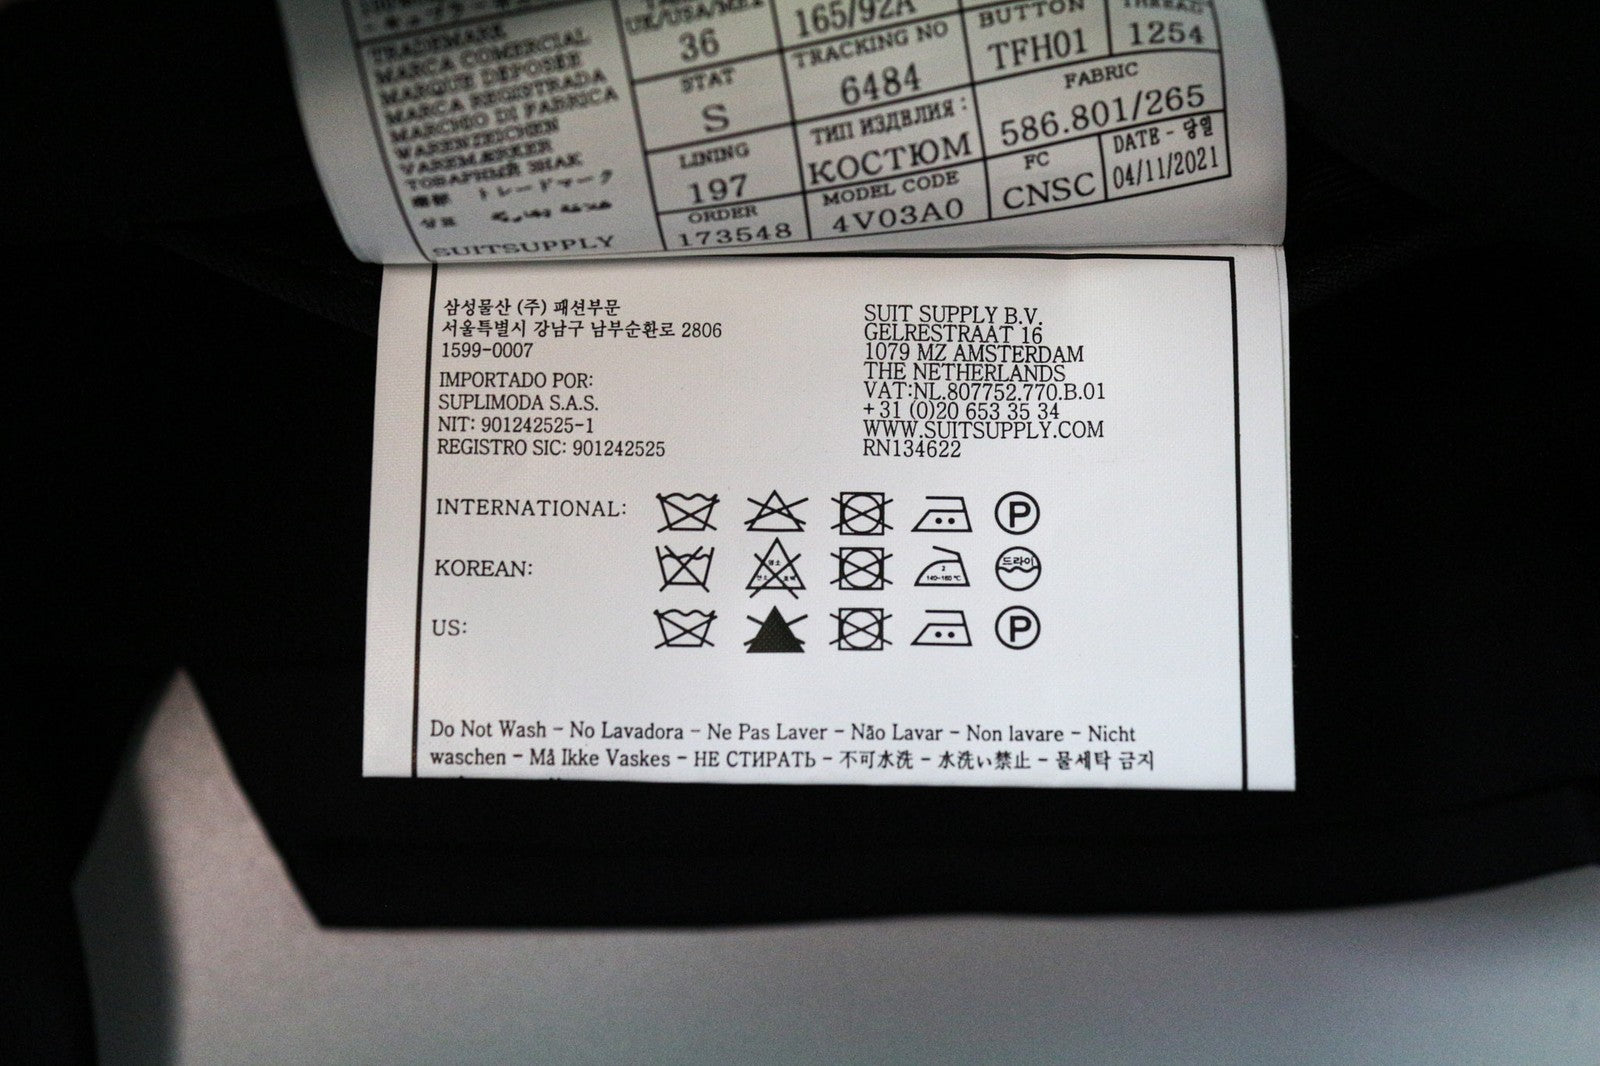 TRADEMARK
MARCA COMERCIAL
MARQUE DEPOSÉE
MARCA REGISTRADA
MARCHIO DI FABRICA
WARENZEICHEN
VAREMÆRKER
ТОВАРНЫЙ ЗНАК
トレードマーク
상표
SUITSUPPLY
UK/USA/MEX
36
STAT
S
LINING
197
ORDER
173548
165/92A
TRACKING NO
6484
ТИП ИЗДЕЛИЯ:
КОСТЮМ
MODEL CODE
4V03A0
BUTTON
TFH01
THREAD
1254
FABRIC
586.801/265
FC
CNSC
DATE - 당일
04/11/2021
삼성물산 (주) 패션부문
서울특별시 강남구 남부순환로 2806
1599-0007
IMPORTADO POR:
SUPLIMODA S.A.S.
NIT: 901242525-1
REGISTRO SIC: 901242525
SUIT SUPPLY B.V.
GELRESTRAAT 16
1079 MZ AMSTERDAM
THE NETHERLANDS
VAT:NL.807752.770.B.01
+31 (0)20 653 35 34
WWW.SUITSUPPLY.COM
RN134622
INTERNATIONAL:
P
KOREAN:
2
140~160 ℃
드라이
US:
P
Do Not Wash - No Lavadora - Ne Pas Laver - Não Lavar - Non lavare - Nicht
waschen - Må Ikke Vaskes - НЕ СТИРАТЬ - 不可水洗 - 水洗い禁止 - 물세탁 금지